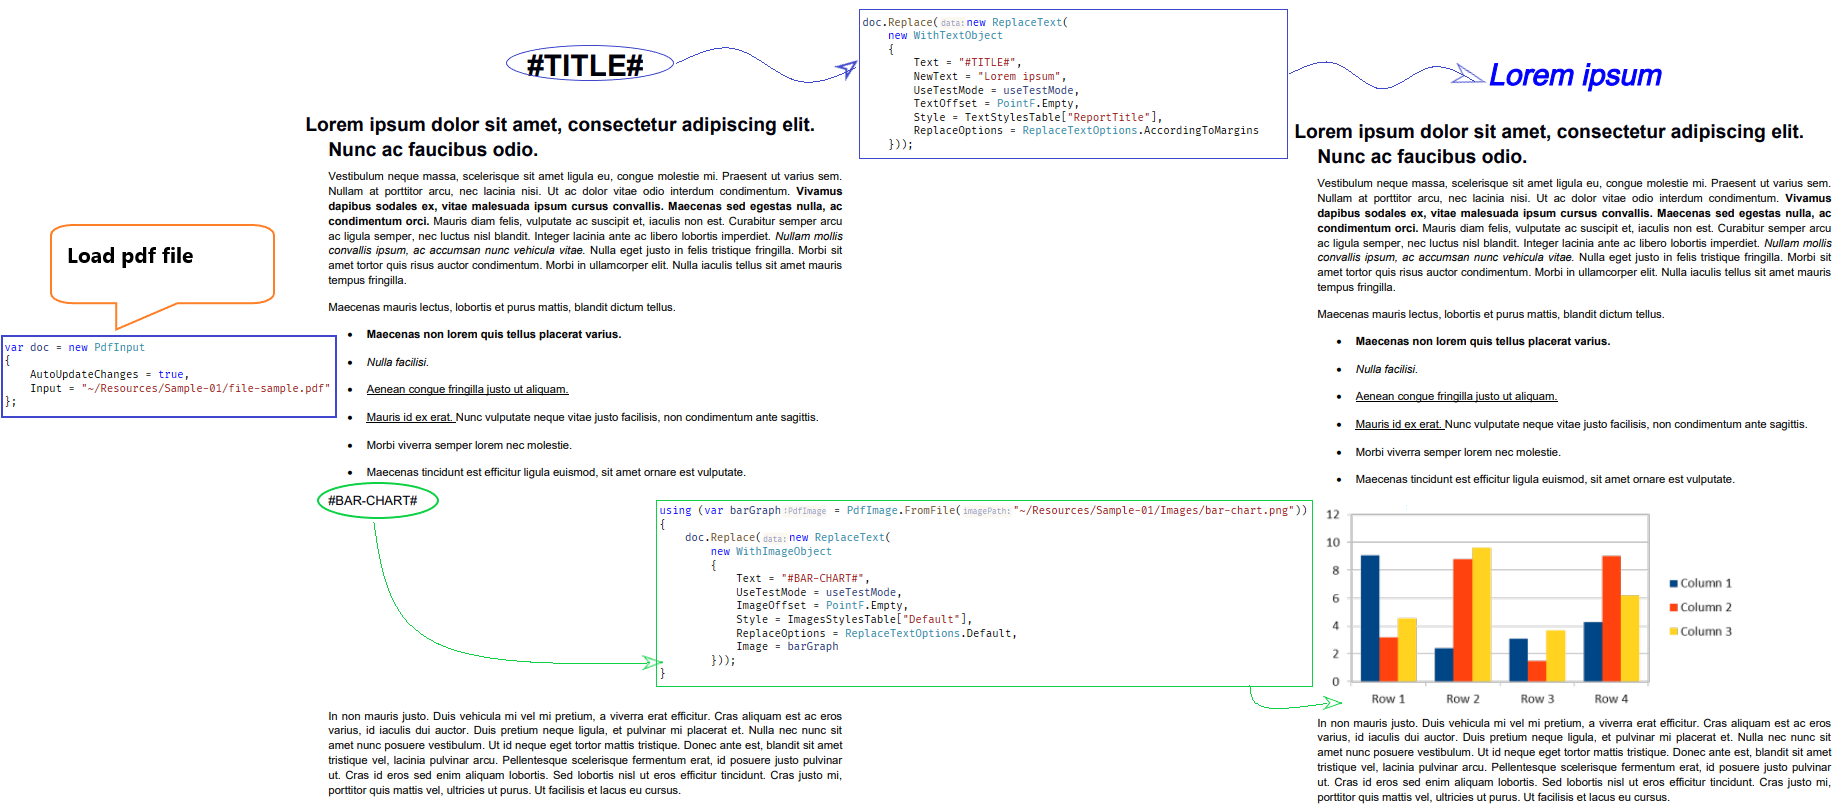 #TITLE#
Lorem ipsum dolor sit amet, consectetur adipiscing elit.
Nunc ac faucibus odio.
Vestibulum neque massa, scelerisque sit amet ligula eu, congue molestie mi. Praesent ut varius sem.
Nullam at porttitor arcu, nec lacinia nisi. Ut ac dolor vitae odio interdum condimentum. Vivamus
dapibus sodales ex, vitae malesuada ipsum cursus convallis. Maecenas sed egestas nulla, ac
condimentum orci. Mauris diam felis, vulputate ac suscipit et, iaculis non est. Curabitur semper arcu
ac ligula semper, nec luctus nisl blandit. Integer lacinia ante ac libero lobortis imperdiet. Nullam mollis
convallis ipsum, ac accumsan nunc vehicula vitae. Nulla eget justo in felis tristique fringilla. Morbi sit
amet tortor quis risus auctor condimentum. Morbi in ullamcorper elit. Nulla iaculis tellus sit amet mauris
tempus fringilla.
Maecenas mauris lectus, lobortis et purus mattis, blandit dictum tellus.
• Maecenas non lorem quis tellus placerat varius.
• Nulla facilisi.
• Aenean congue fringilla justo ut aliquam.
• Mauris id ex erat. Nunc vulputate neque vitae justo facilisis, non condimentum ante sagittis.
• Morbi viverra semper lorem nec molestie.
• Maecenas tincidunt est efficitur ligula euismod, sit amet ornare est vulputate.
#BAR-CHART#
In non mauris justo. Duis vehicula mi vel mi pretium, a viverra erat efficitur. Cras aliquam est ac eros
varius, id iaculis dui auctor. Duis pretium neque ligula, et pulvinar mi placerat et. Nulla nec nunc sit
amet nunc posuere vestibulum. Ut id neque eget tortor mattis tristique. Donec ante est, blandit sit amet
tristique vel, lacinia pulvinar arcu. Pellentesque scelerisque fermentum erat, id posuere justo pulvinar
ut. Cras id eros sed enim aliquam lobortis. Sed lobortis nisl ut eros efficitur tincidunt. Cras justo mi,
porttitor quis mattis vel, ultricies ut purus. Ut facilisis et lacus eu cursus.
Load pdf file
var doc = new PdfInput
{
AutoUpdateChanges = true,
Input = "~/Resources/Sample-01/file-sample.pdf"
};
doc.Replace( data: new ReplaceText(
new WithTextObject
{
Text = "#TITLE#",
NewText = "Lorem ipsum",
UseTestMode = useTestMode,
TextOffset = PointF.Empty,
Style = TextStylesTable["ReportTitle"],
ReplaceOptions = ReplaceTextOptions.AccordingToMargins
}));
using (var barGraph :PdfImage = PdfImage.FromFile( imagePath: "~/Resources/Sample-01/Images/bar-chart.png"))
{
doc.Replace( data: new ReplaceText(
new WithImageObject
{
Text = "#BAR-CHART#",
UseTestMode = useTestMode,
ImageOffset = PointF.Empty,
Style = ImagesStylesTable["Default"],
ReplaceOptions = ReplaceTextOptions.Default,
Image = barGraph
}));
}
Lorem ipsum
Lorem ipsum dolor sit amet, consectetur adipiscing elit.
Nunc ac faucibus odio.
Vestibulum neque massa, scelerisque sit amet ligula eu, congue molestie mi. Praesent ut varius sem.
Nullam at porttitor arcu, nec lacinia nisi. Ut ac dolor vitae odio interdum condimentum. Vivamus
dapibus sodales ex, vitae malesuada ipsum cursus convallis. Maecenas sed egestas nulla, ac
condimentum orci. Mauris diam felis, vulputate ac suscipit et, iaculis non est. Curabitur semper arcu
ac ligula semper, nec luctus nisl blandit. Integer lacinia ante ac libero lobortis imperdiet. Nullam mollis
convallis ipsum, ac accumsan nunc vehicula vitae. Nulla eget justo in felis tristique fringilla. Morbi sit
amet tortor quis risus auctor condimentum. Morbi in ullamcorper elit. Nulla iaculis tellus sit amet mauris
tempus fringilla.
Maecenas mauris lectus, lobortis et purus mattis, blandit dictum tellus.
• Maecenas non lorem quis tellus placerat varius.
• Nulla facilisi.
• Aenean congue fringilla justo ut aliquam.
• Mauris id ex erat. Nunc vulputate neque vitae justo facilisis, non condimentum ante sagittis.
• Morbi viverra semper lorem nec molestie.
• Maecenas tincidunt est efficitur ligula euismod, sit amet ornare est vulputate.
12
10
8
6
4
2
0
Row 1 Row 2 Row 3 Row 4
Column 1
Column 2
Column 3
In non mauris justo. Duis vehicula mi vel mi pretium, a viverra erat efficitur. Cras aliquam est ac eros
varius, id iaculis dui auctor. Duis pretium neque ligula, et pulvinar mi placerat et. Nulla nec nunc sit
amet nunc posuere vestibulum. Ut id neque eget tortor mattis tristique. Donec ante est, blandit sit amet
tristique vel, lacinia pulvinar arcu. Pellentesque scelerisque fermentum erat, id posuere justo pulvinar
ut. Cras id eros sed enim aliquam lobortis. Sed lobortis nisl ut eros efficitur tincidunt. Cras justo mi,
porttitor quis mattis vel, ultricies ut purus. Ut facilisis et lacus eu cursus.